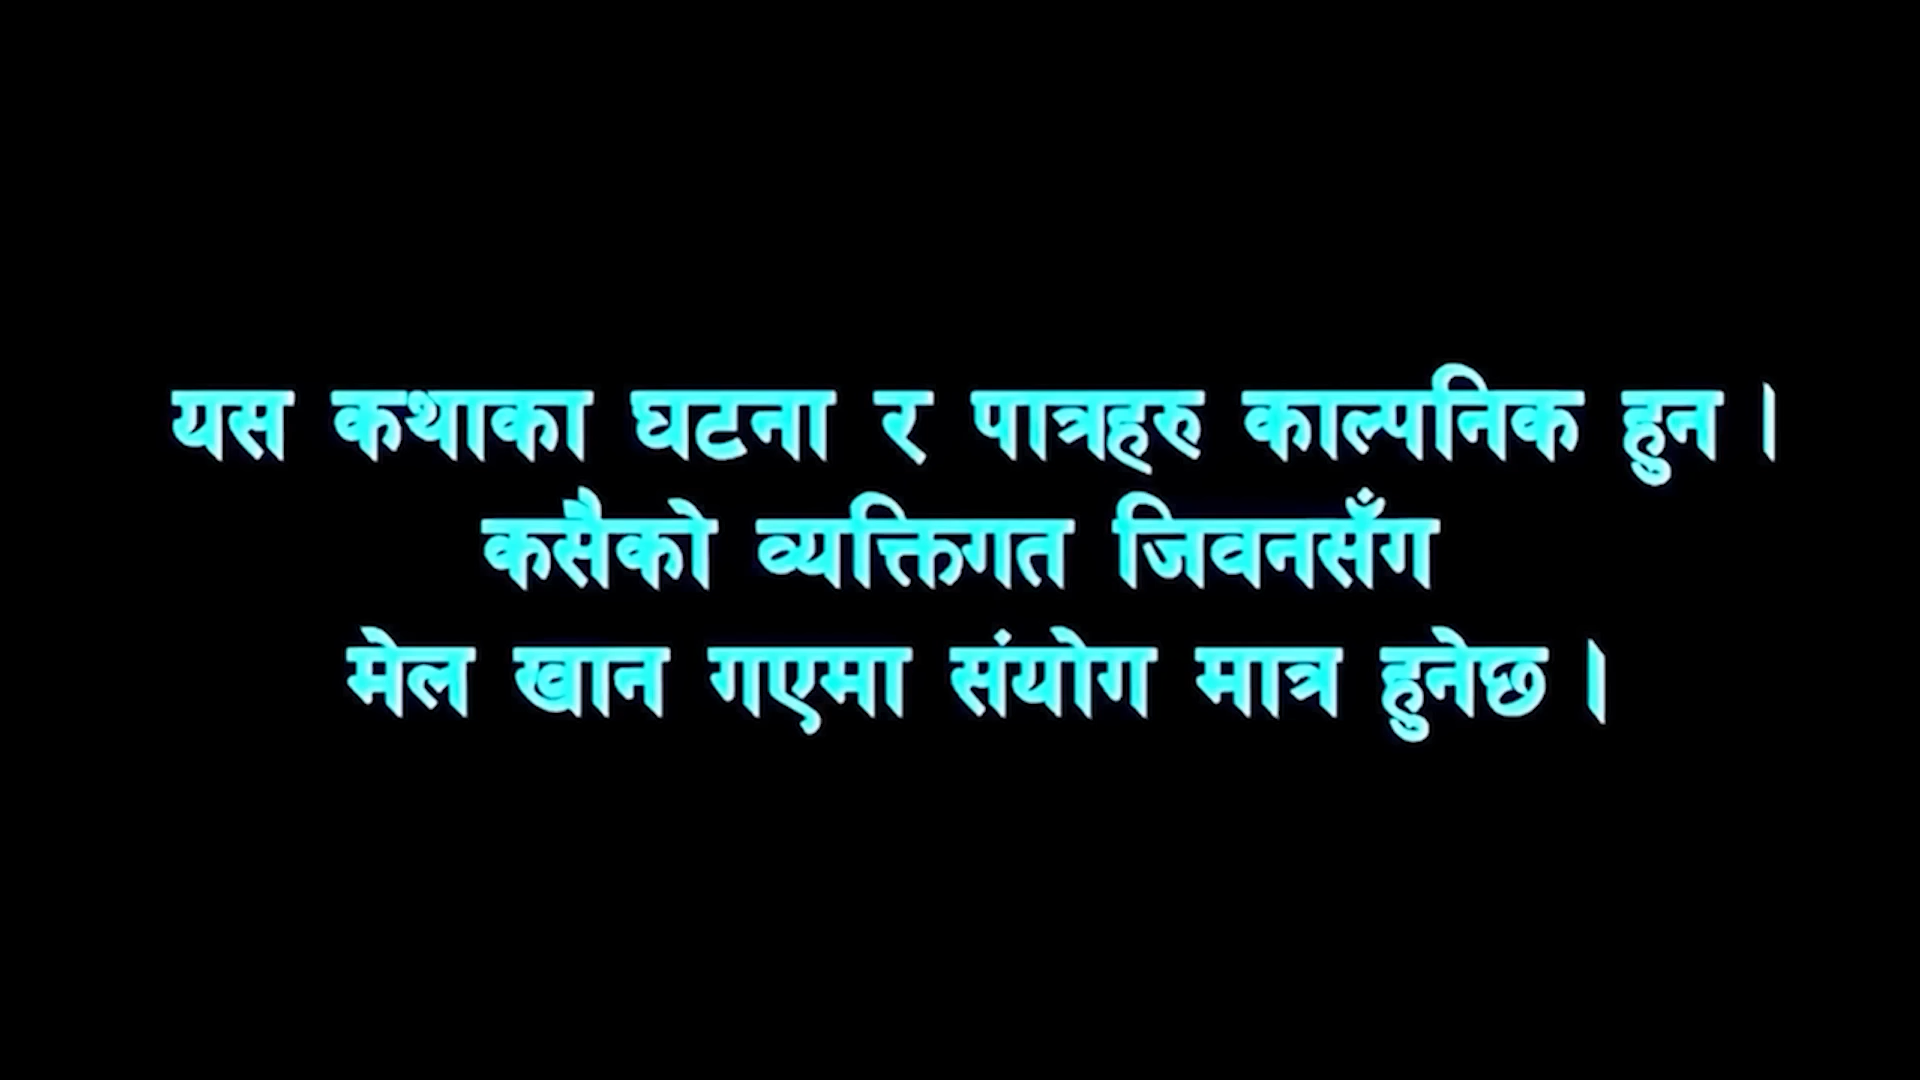 यस कथाका घटना र पात्रहरु काल्पनिक हुन ।
कसैको व्यक्तिगत जिवनसँग
मेल खान गएमा संयोग मात्र हुनेछ ।